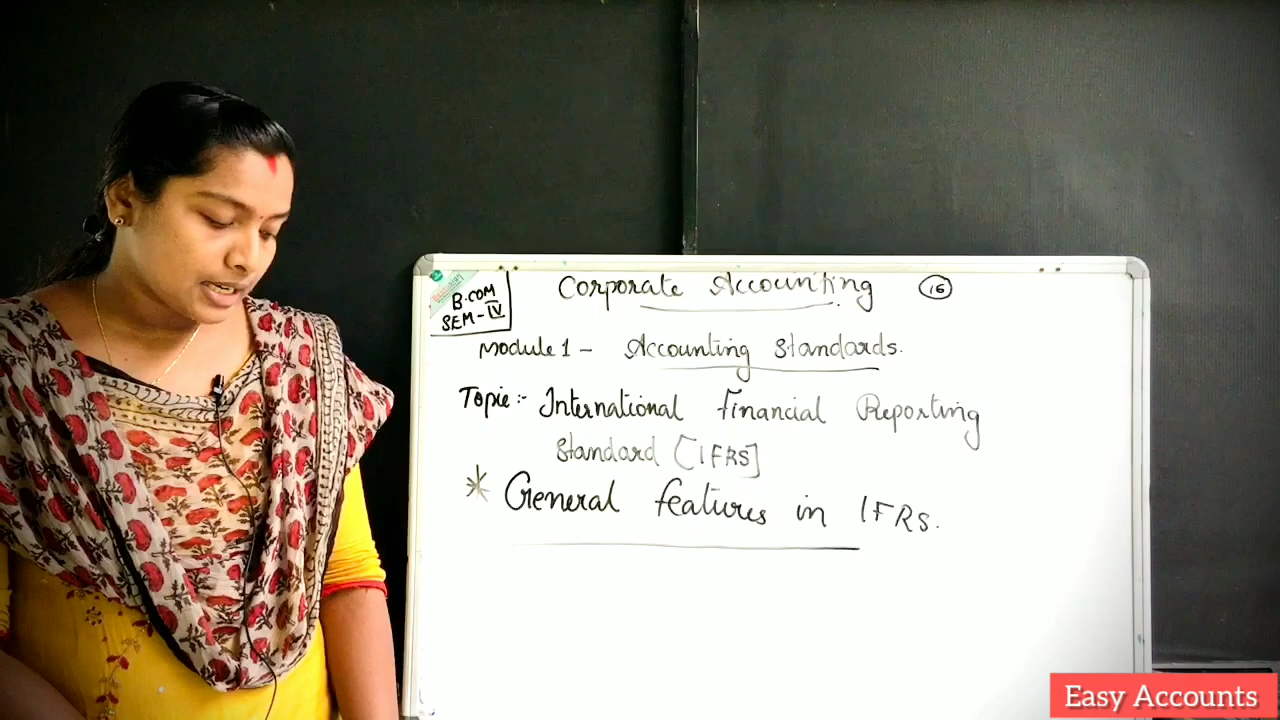 B.COM
SEM-IV
Corporate Accounting
16
Module 1 - Accounting Standards.
Topic:- International Financial Reporting
Standard [IFRS]
* General features in IFRS.
Easy Accounts